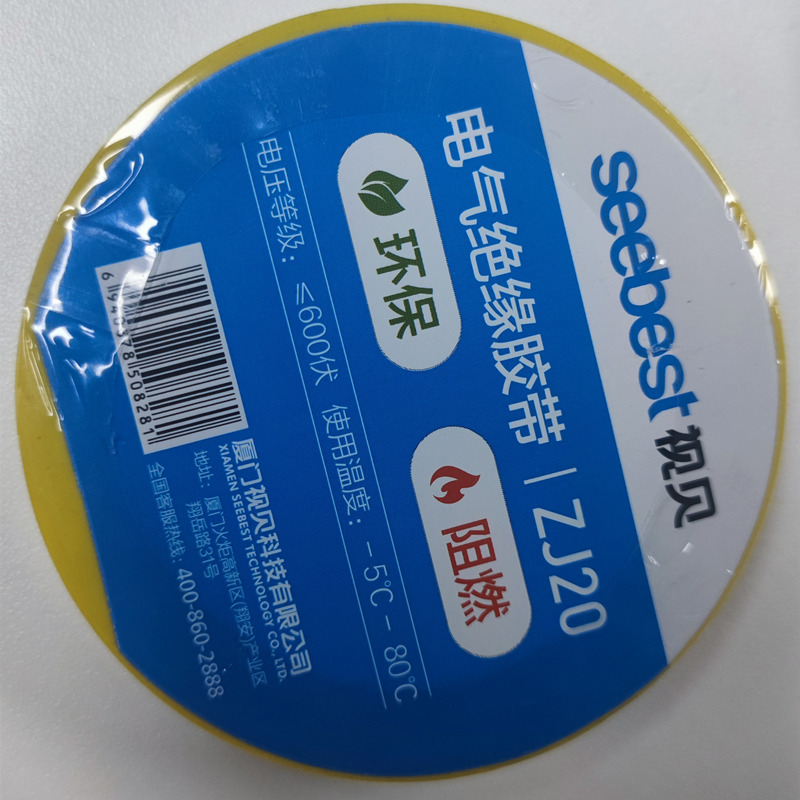 seebest 视贝
电气绝缘胶带 | ZJ20
环保
阻燃
电压等级：≤600伏 使用温度：-5℃-80℃
厦门视贝科技有限公司
XIAMEN SEEBEST TECHNOLOGY CO., LTD.
地址：厦门火炬高新区(翔安)产业区
翔岳路31号
全国客服热线：400-860-2888